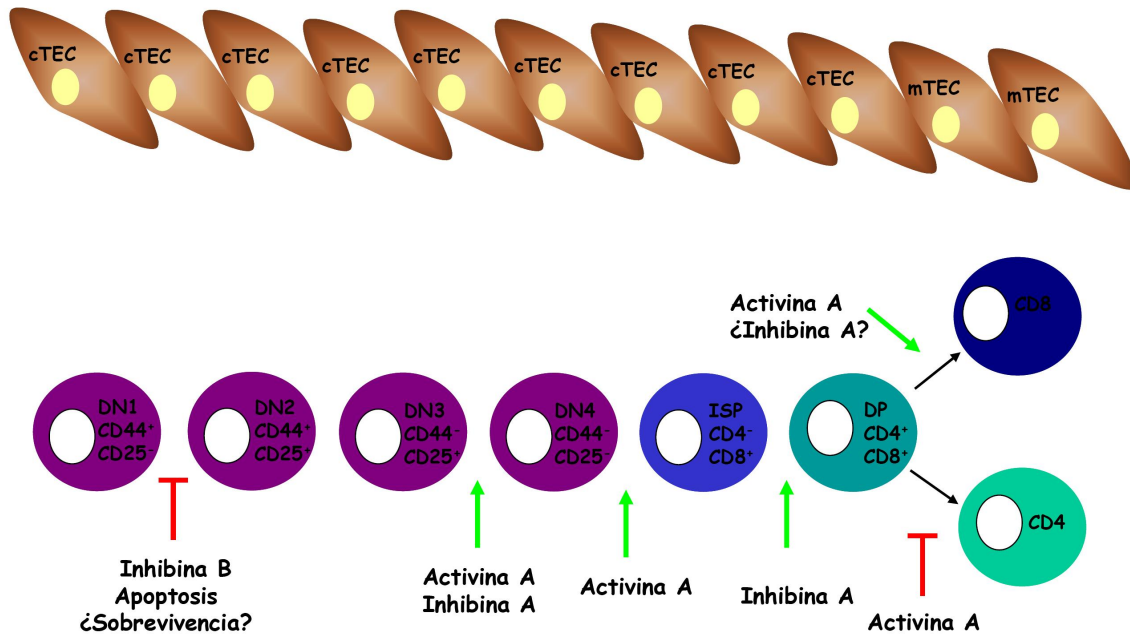 cTEC
cTEC
cTEC
cTEC
cTEC
cTEC
cTEC
cTEC
cTEC
mTEC
mTEC
Activina A
¿Inhibina A?
CD8
DN1
CD44⁺
CD25⁻
DN2
CD44⁺
CD25⁺
DN3
CD44⁻
CD25⁺
DN4
CD44⁻
CD25⁻
ISP
CD4⁻
CD8⁺
DP
CD4⁺
CD8⁺
CD4
Inhibina B
Apoptosis
¿Sobrevivencia?
Activina A
Inhibina A
Activina A
Inhibina A
Activina A